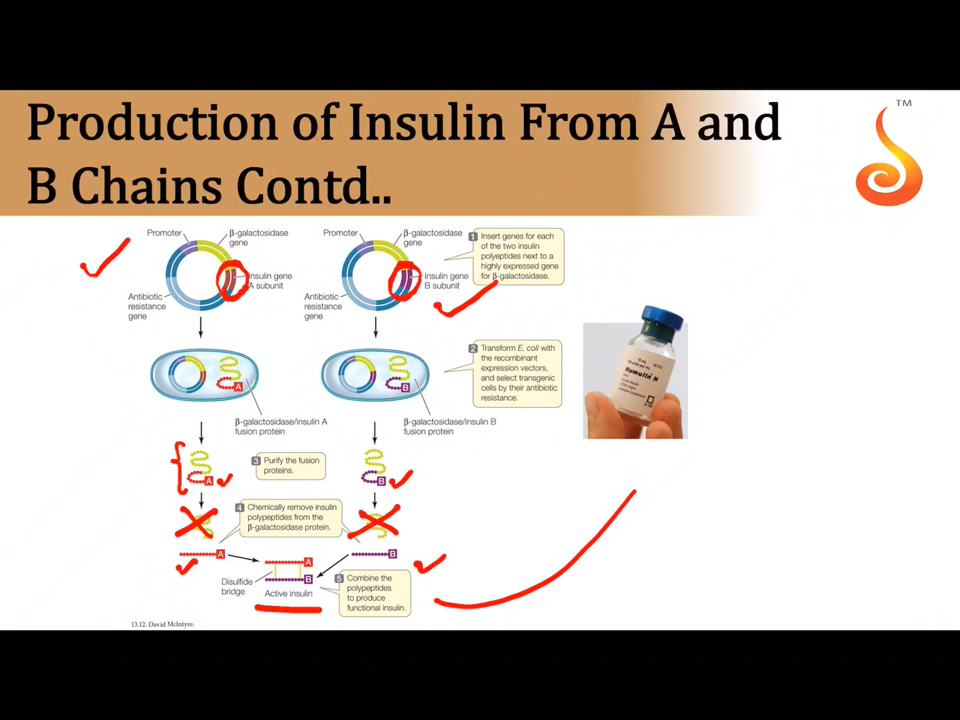 Production of Insulin From A and
B Chains Contd..
TM
Promoter
β-galactosidase
gene
Insulin gene
A subunit
Antibiotic
resistance
gene
Promoter
β-galactosidase
gene
Insulin gene
B subunit
Antibiotic
resistance
gene
1 Insert genes for each
of the two insulin
polypeptides next to a
highly expressed gene
for β-galactosidase.
A
B
2 Transform E. coli with
the recombinant
expression vectors,
and select transgenic
cells by their antibiotic
resistance.
β-galactosidase/insulin A
fusion protein
β-galactosidase/insulin B
fusion protein
A
3 Purify the fusion
proteins.
B
4 Chemically remove insulin
polypeptides from the
β-galactosidase protein.
A
B
A
B
Disulfide
bridge
Active insulin
5 Combine the
polypeptides
to produce
functional insulin.
Humulin N
13.12: David McIntyre.